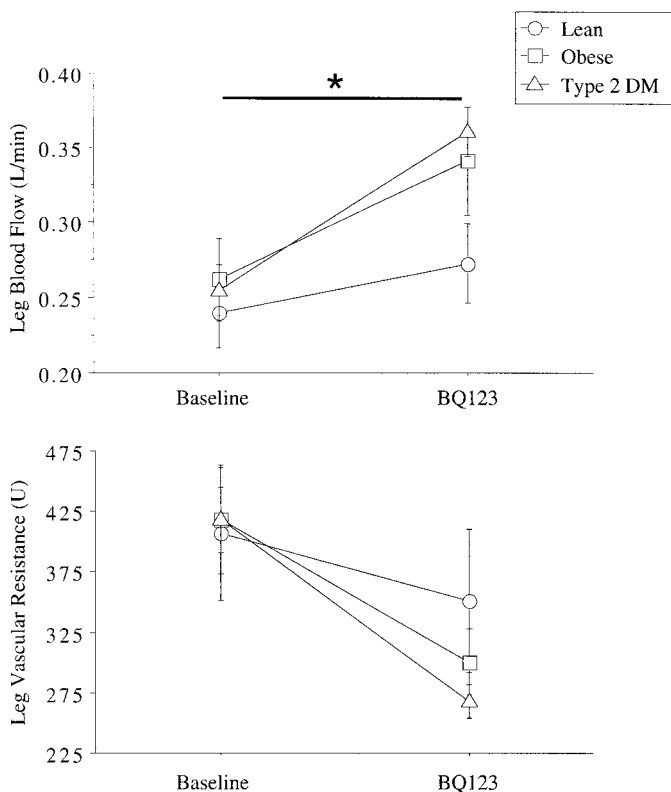 Lean
Obese
Type 2 DM
*
Leg Blood Flow (L/min)
0.40
0.35
0.30
0.25
0.20
Baseline BQ123
Leg Vascular Resistance (U)
475
425
375
325
275
225
Baseline BQ123